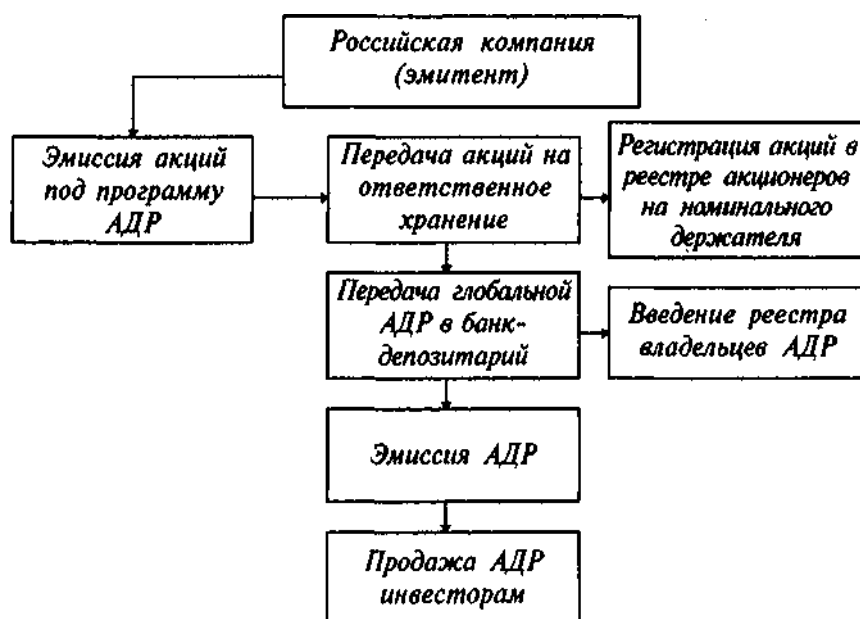 Российская компания
(эмитент)
Эмиссия акций
под программу
АДР
Передача акций на
ответственное
хранение
Регистрация акций в
реестре акционеров
на номинального
держателя
Передача глобальной
АДР в банк-
депозитарий
Введение реестра
владельцев АДР
Эмиссия АДР
Продажа АДР
инвесторам